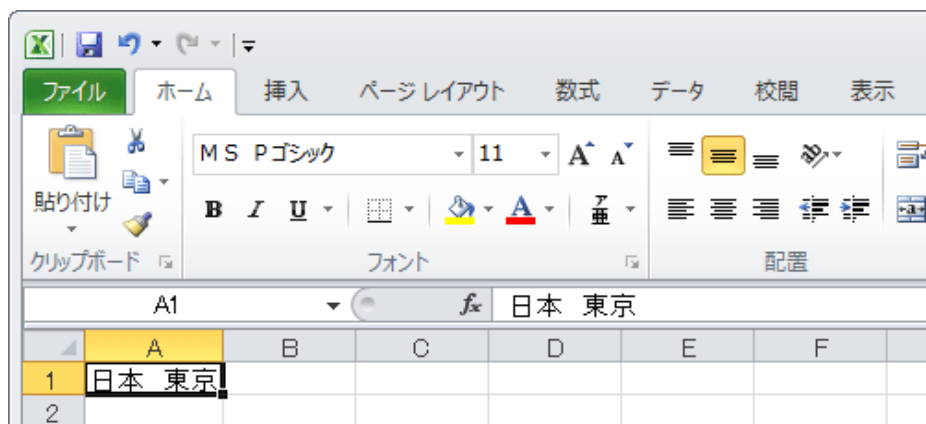 ファイル ホーム 挿入 ページ レイアウト 数式 データ 校閲 表示
ＭＳ Ｐゴシック 11 A A
貼り付け B I U A ア亜
クリップボード フォント 配置
A1 fx 日本　東京
A B C D E F
1 日本　東京
2